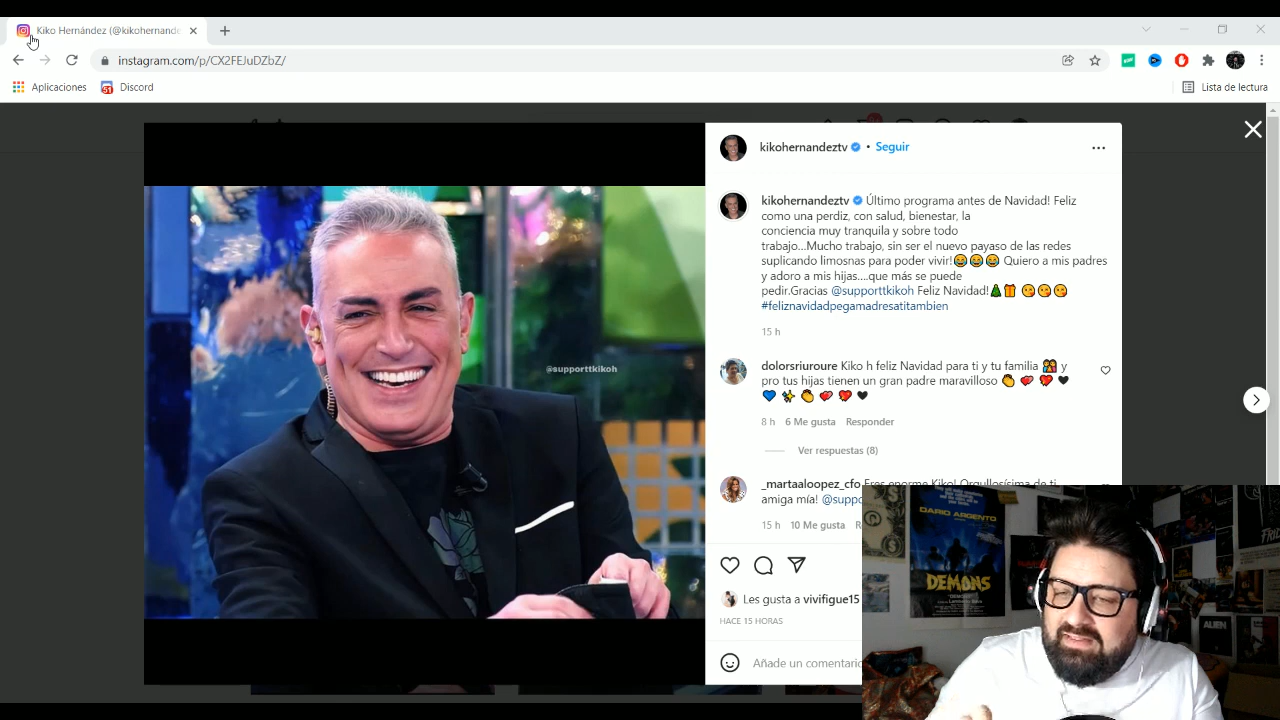 Kiko Hernández (@kikohernande
instagram.com/p/CX2FEJuDZbZ/
Aplicaciones
51
Discord
Lista de lectura
kikohernandeztv • Seguir
kikohernandeztv Último programa antes de Navidad! Feliz
como una perdiz, con salud, bienestar, la
conciencia muy tranquila y sobre todo
trabajo...Mucho trabajo, sin ser el nuevo payaso de las redes
suplicando limosnas para poder vivir!😂😂😂 Quiero a mis padres
y adoro a mis hijas....que más se puede
pedir.Gracias @supporttkikoh Feliz Navidad!🎄🎁 😘😘😘
#feliznavidadpegamadresatitambien
15 h
@supporttkikoh
dolorsriuroure Kiko h feliz Navidad para ti y tu familia 👨‍👩‍👧‍👦 y
pro tus hijas tienen un gran padre maravilloso 👏 💕 💖 🖤
💙 ✨ 👏 💕 💖 🖤
8 h 6 Me gusta Responder
Ver respuestas (8)
_martaaloopez_cfo Eres enorme Kiko! Orgullosísima de ti
amiga mía! @suppo
15 h 10 Me gusta R
Les gusta a vivifigue15
HACE 15 HORAS
Añade un comentario
DARIO ARGENTO
DEMONS
ALIEN